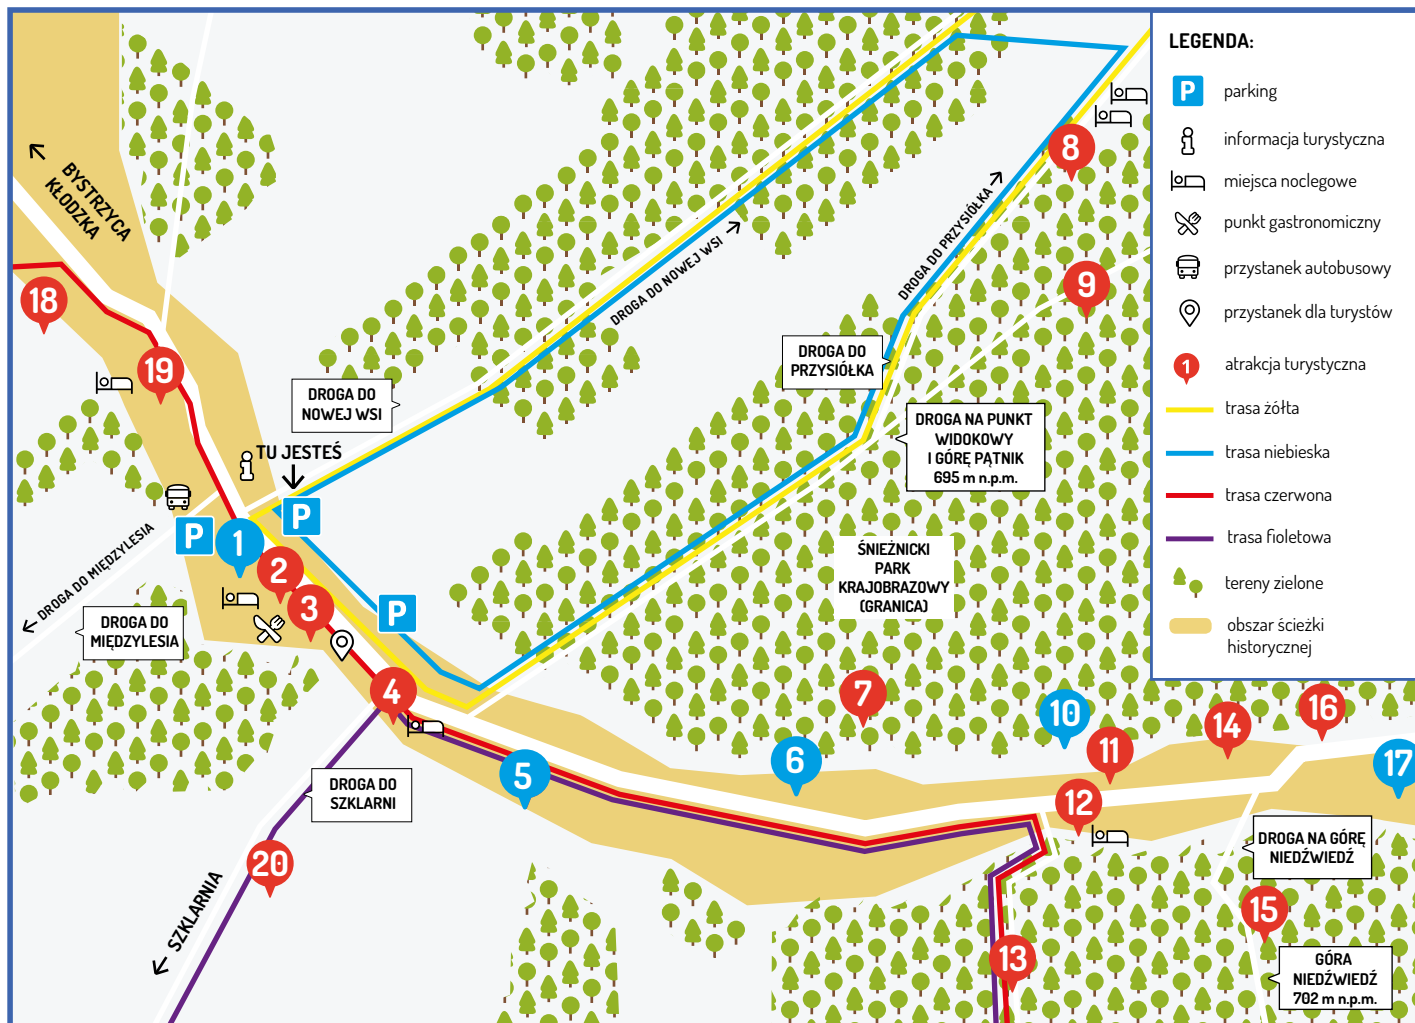 LEGENDA:
P
parking
informacja turystyczna
miejsca noclegowe
punkt gastronomiczny
przystanek autobusowy
przystanek dla turystów
1
atrakcja turystyczna
trasa żółta
trasa niebieska
trasa czerwona
trasa fioletowa
tereny zielone
obszar ścieżki
historycznej
BYSTRZYCA
KŁODZKA
18
19
DROGA DO
NOWEJ WSI
TU JESTEŚ
P
P
1
2
3
P
4
DROGA DO MIĘDZYLESIA
DROGA DO
MIĘDZYLESIA
DROGA DO NOWEJ WSI
DROGA DO PRZYSIÓŁKA
8
9
DROGA DO
PRZYSIÓŁKA
DROGA NA PUNKT
WIDOKOWY
I GÓRĘ PĄTNIK
695 m n.p.m.
ŚNIEŻNICKI
PARK
KRAJOBRAZOWY
(GRANICA)
7
10
14
16
11
6
5
17
12
DROGA DO
SZKLARNI
20
SZKLARNIA
DROGA NA GÓRĘ
NIEDŹWIEDŹ
15
13
GÓRA
NIEDŹWIEDŹ
702 m n.p.m.